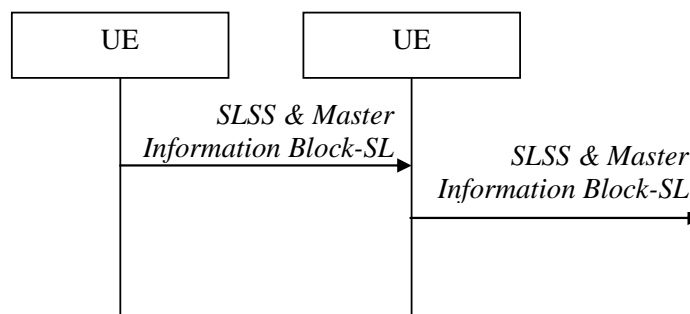 UE
UE
SLSS & Master
Information Block-SL
SLSS & Master
Information Block-SL